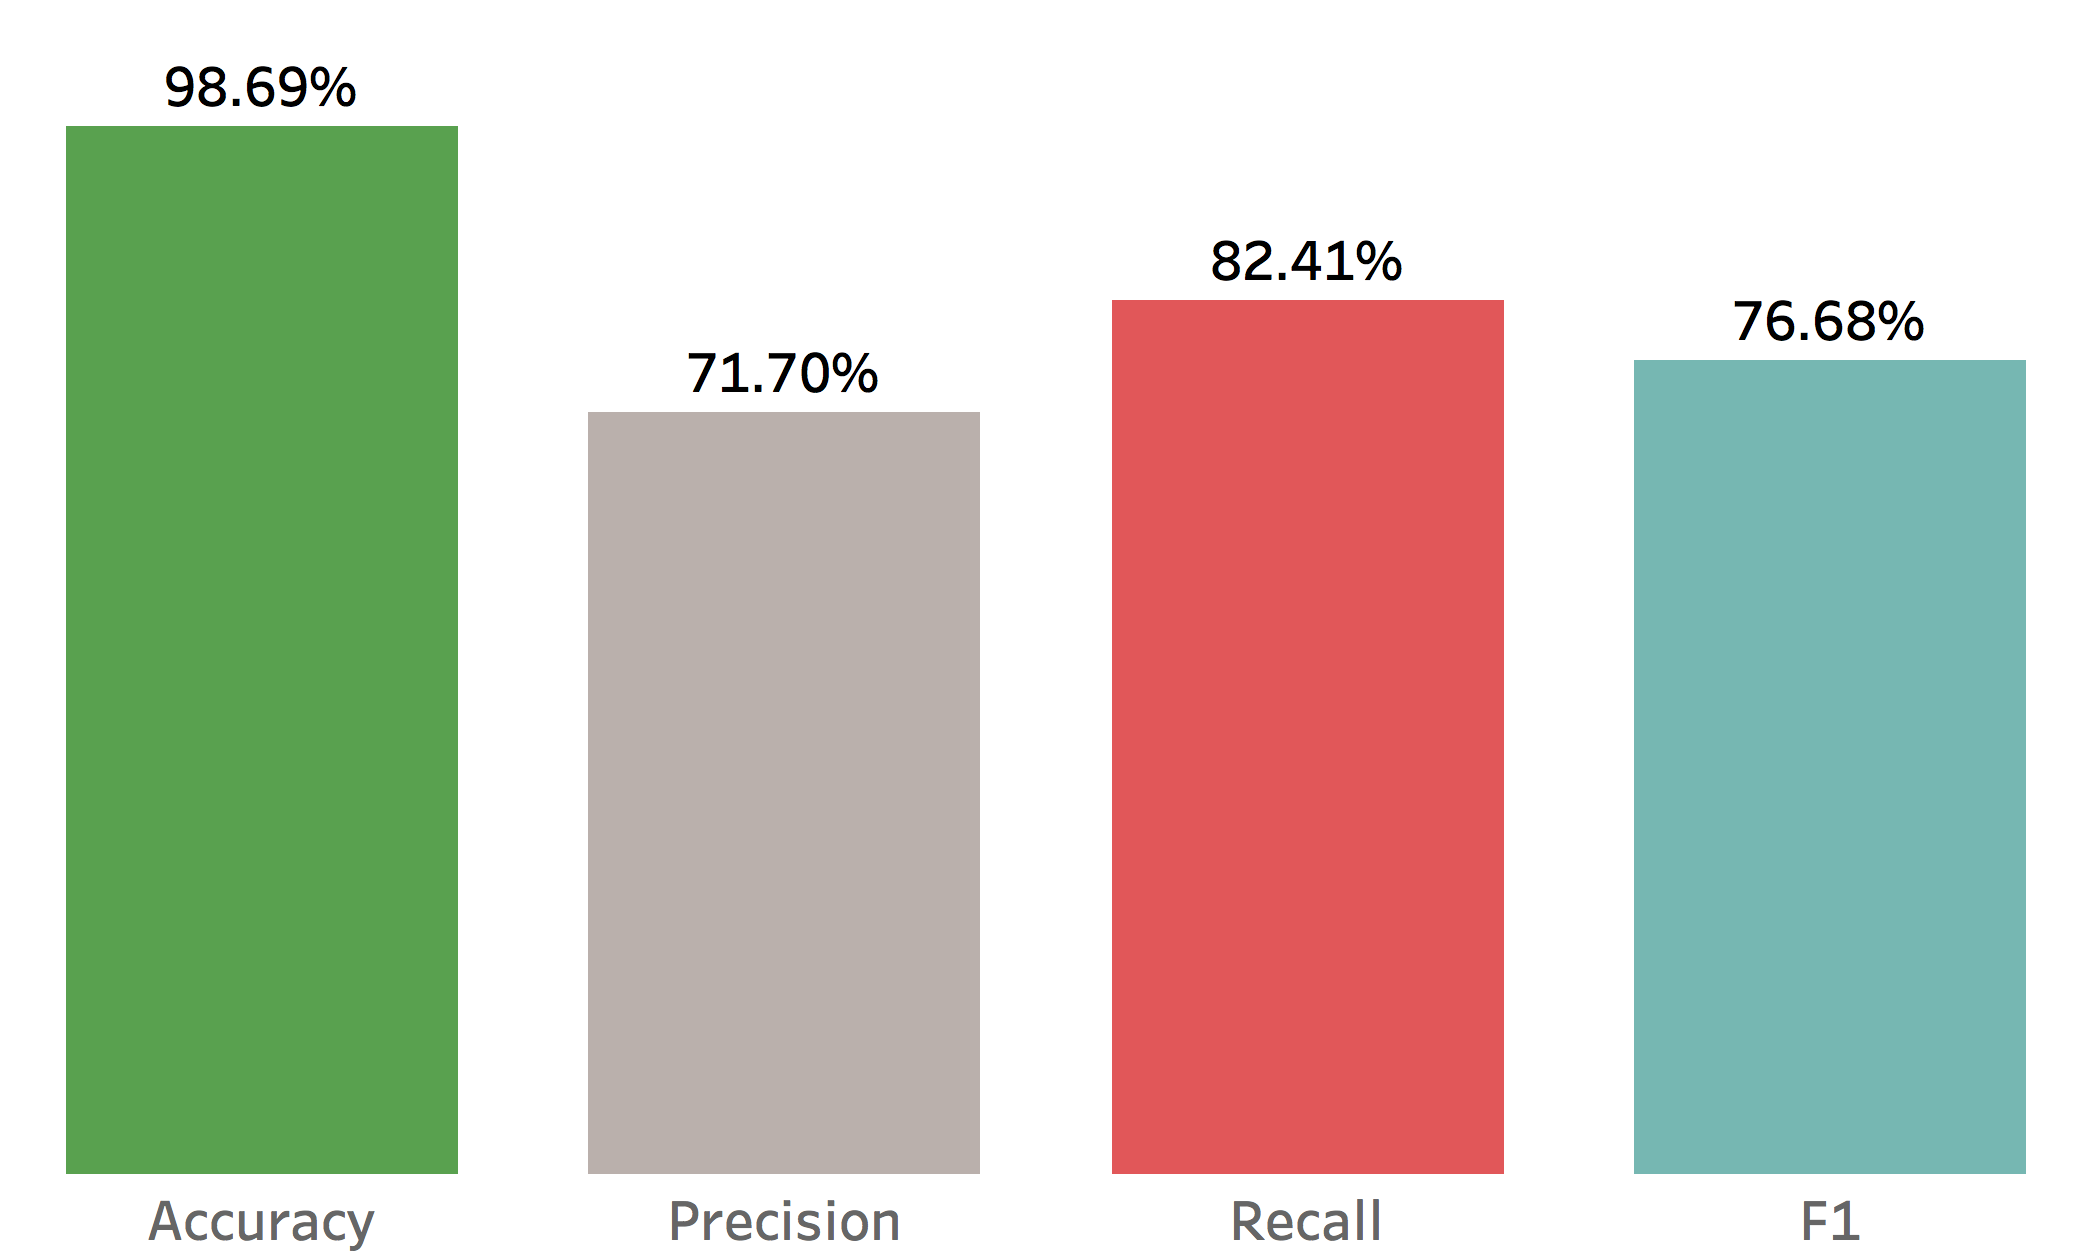 98.69%
71.70%
82.41%
76.68%
Accuracy
Precision
Recall
F1